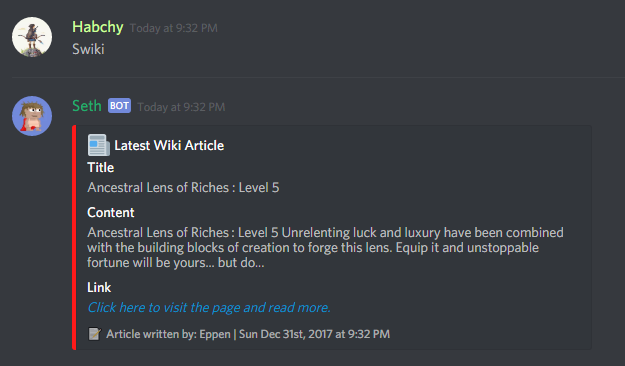 Habchy Today at 9:32 PM
Swiki
Seth BOT Today at 9:32 PM
Latest Wiki Article
Title
Ancestral Lens of Riches : Level 5
Content
Ancestral Lens of Riches : Level 5 Unrelenting luck and luxury have been combined
with the building blocks of creation to forge this lens. Equip it and unstoppable
fortune will be yours... but do...
Link
Click here to visit the page and read more.
Article written by: Eppen | Sun Dec 31st, 2017 at 9:32 PM